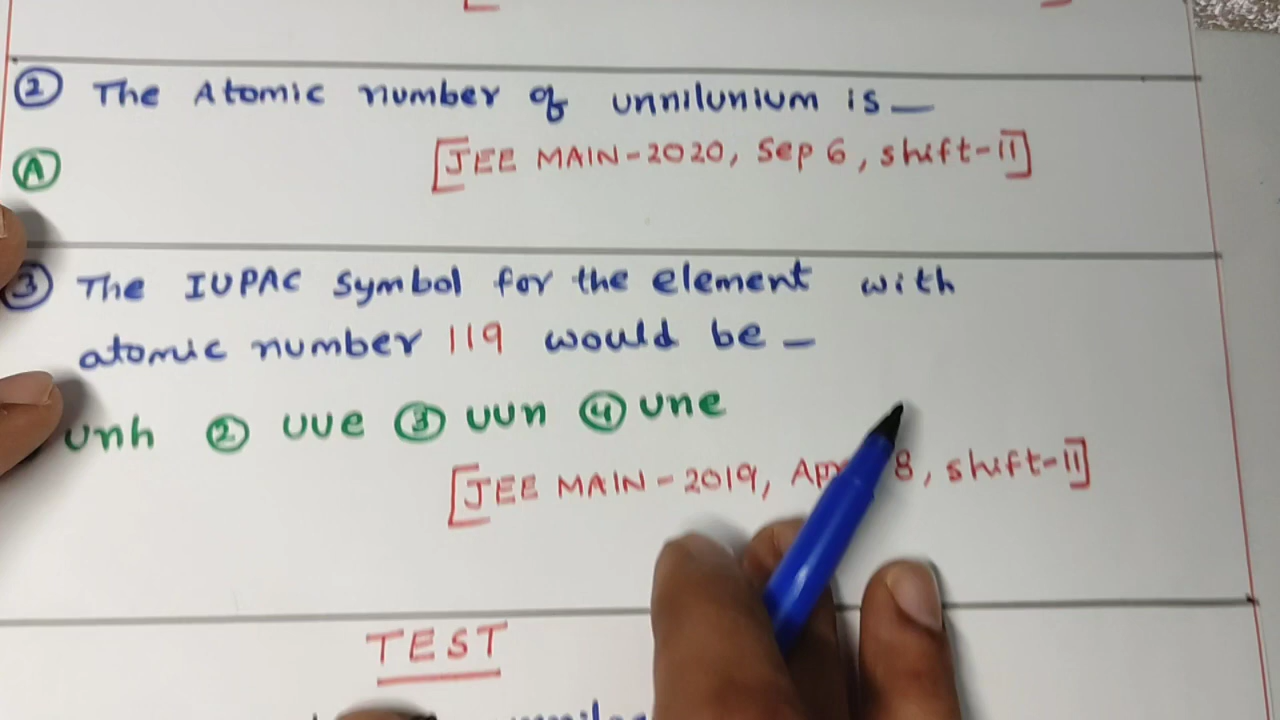 ② The Atomic number of unnilunium is —
Ⓐ [JEE MAIN-2020, Sep 6, shift-II]
③ The IUPAC symbol for the element with
atomic number 119 would be —
unh ② uue ③ uun ④ une
[JEE MAIN-2019, 8, shift-II]
TEST